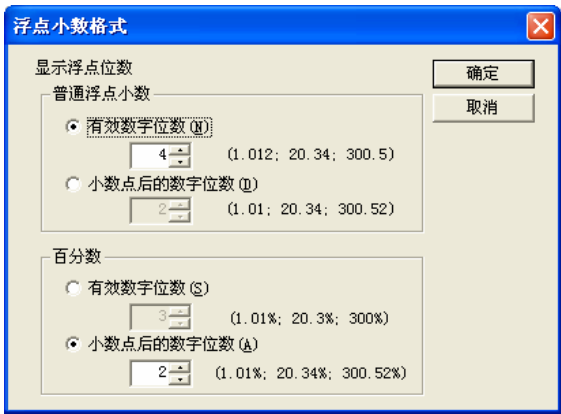 浮点小数格式
显示浮点位数
确定
普通浮点小数
取消
有效数字位数(N)
4 (1.012; 20.34; 300.5)
小数点后的数字位数(D)
2 (1.01; 20.34; 300.52)
百分数
有效数字位数(S)
3 (1.01%; 20.3%; 300%)
小数点后的数字位数(A)
2 (1.01%; 20.34%; 300.52%)